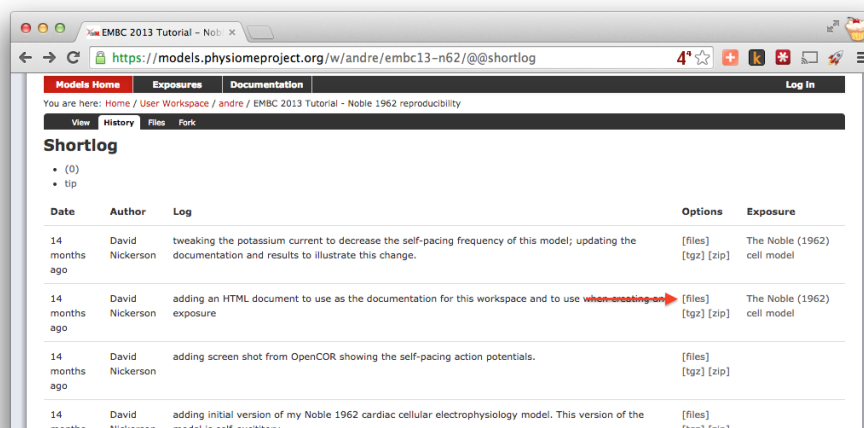 EMBC 2013 Tutorial – Nob
https://models.physiomeproject.org/w/andre/embc13-n62/@@shortlog
Models Home Exposures Documentation Log in
You are here: Home / User Workspace / andre / EMBC 2013 Tutorial - Noble 1962 reproducibility
View History Files Fork
Shortlog
(0)
tip
Date Author Log Options Exposure
14 David tweaking the potassium current to decrease the self-pacing frequency of this model; updating the [files] The Noble (1962)
months Nickerson documentation and results to illustrate this change. [tgz] [zip] cell model
ago
14 David adding an HTML document to use as the documentation for this workspace and to use when creating an [files] The Noble (1962)
months Nickerson exposure [tgz] [zip] cell model
ago
14 David adding screen shot from OpenCOR showing the self-pacing action potentials. [files]
months Nickerson [tgz] [zip]
ago
14 David adding initial version of my Noble 1962 cardiac cellular electrophysiology model. This version of the [files]